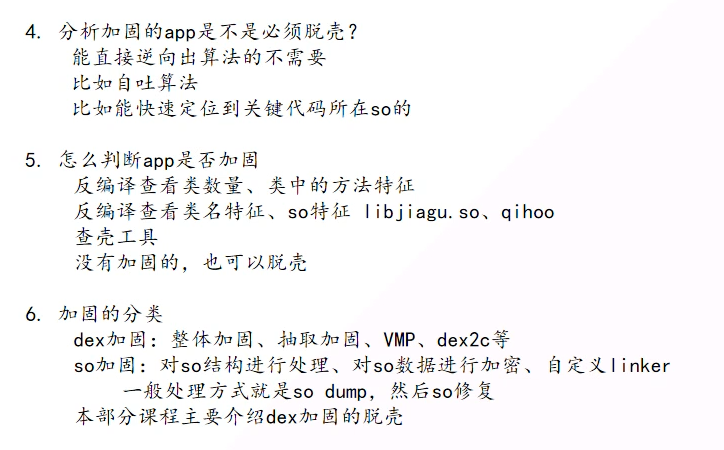 4. 分析加固的app是不是必须脱壳？
能直接逆向出算法的不需要
比如自吐算法
比如能快速定位到关键代码所在so的
5. 怎么判断app是否加固
反编译查看类数量、类中的方法特征
反编译查看类名特征、so特征 libjiagu.so、qihoo
查壳工具
没有加固的，也可以脱壳
6. 加固的分类
dex加固：整体加固、抽取加固、VMP、dex2c等
so加固：对so结构进行处理、对so数据进行加密、自定义linker
一般处理方式就是so dump，然后so修复
本部分课程主要介绍dex加固的脱壳